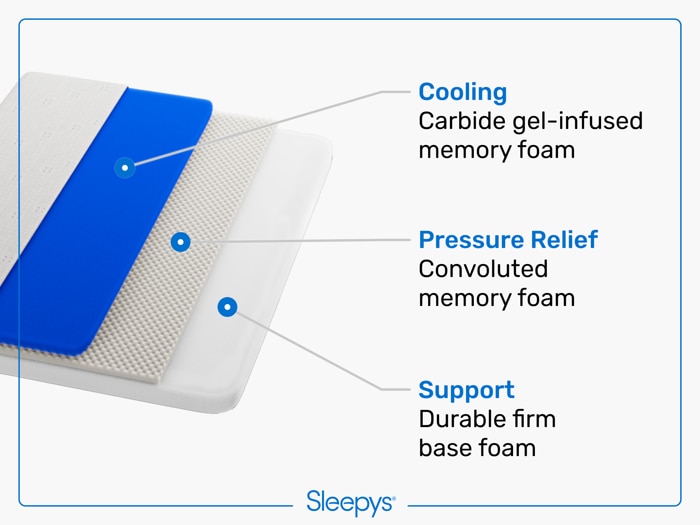 Cooling
Carbide gel-infused
memory foam
Pressure Relief
Convoluted
memory foam
Support
Durable firm
base foam
Sleepys®